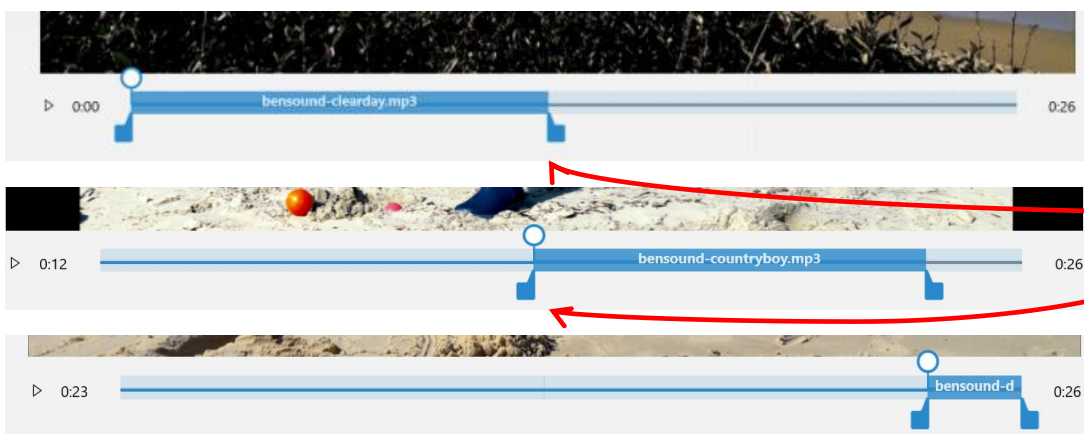 0:00 bensound-clearday.mp3 0:26
0:12 bensound-countryboy.mp3 0:26
0:23 bensound-d 0:26